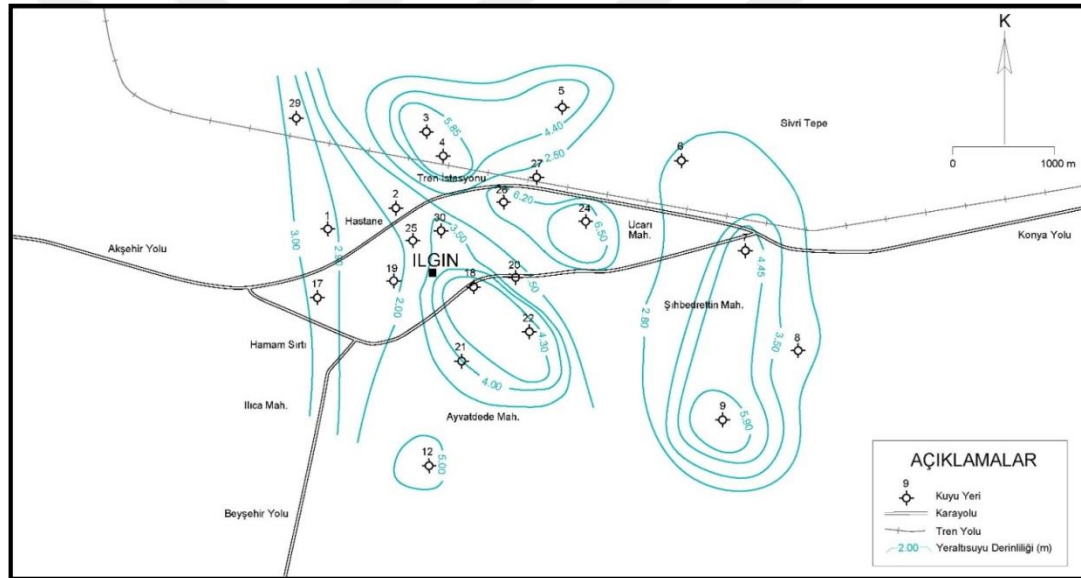 K
0 1000 m
5
29
5.85
3
4.40
4
Sivri Tepe
6
2.50
27
Tren İstasyonu
2
26
6.20
24
Ucarı
Mah.
Hastane
1
30
3.50
25
6.50
7
Konya Yolu
Akşehir Yolu
3.00
ILGIN
4.45
20
19
18
17
2.00
Şıhbedrettin Mah.
2.80
22
3.50
Hamam Sırtı
4.30
8
21
4.00
Ilıca Mah.
Ayvatdede Mah.
9
5.90
12
5.00
Beyşehir Yolu
AÇIKLAMALAR
9
Kuyu Yeri
Karayolu
Tren Yolu
2.00 Yeraltısuyu Derinliği (m)